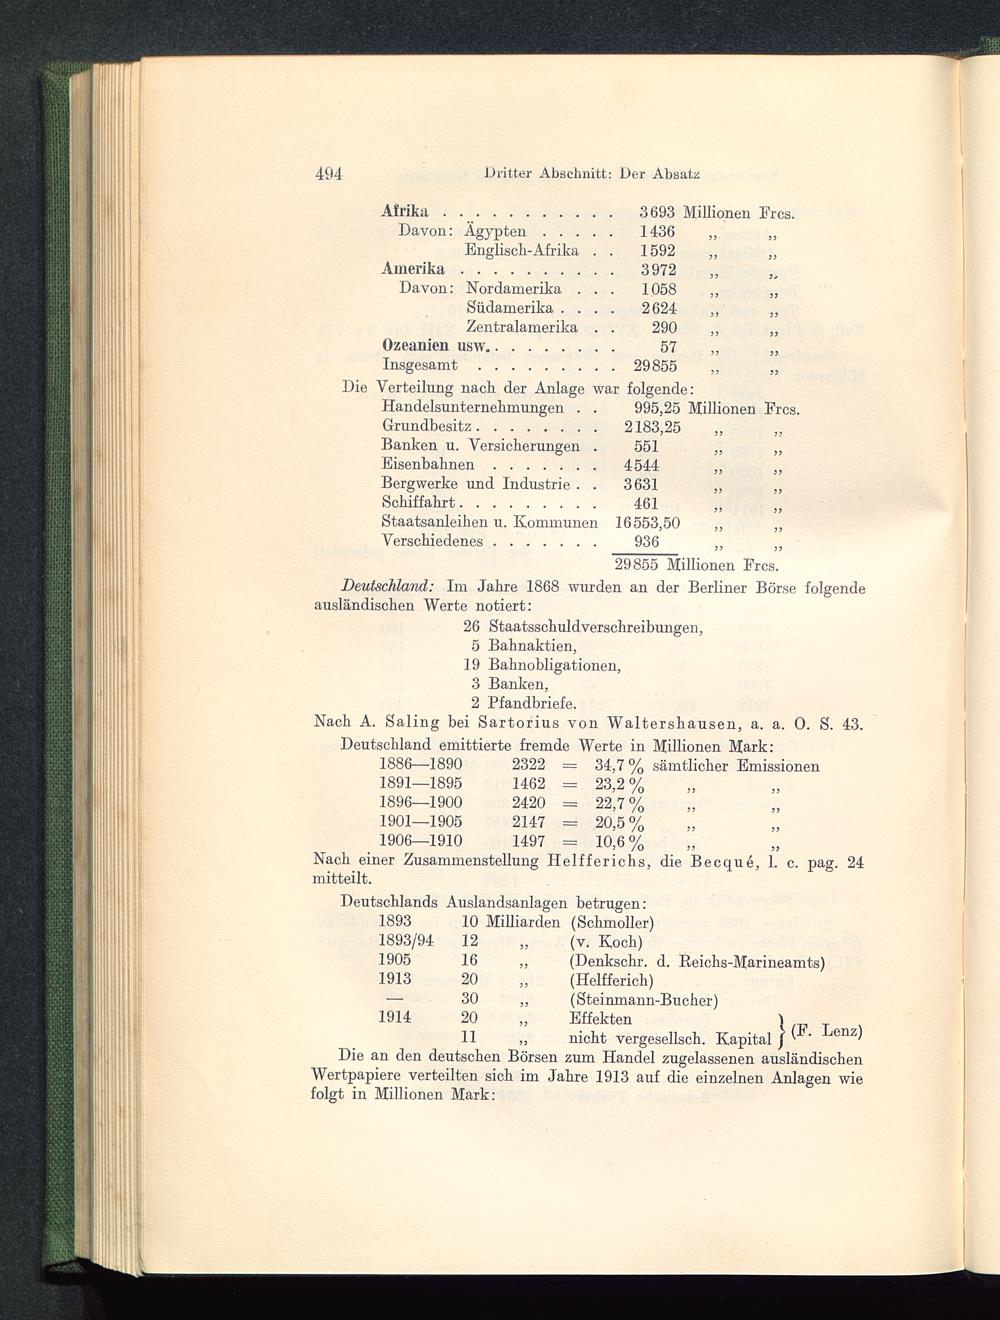 494 Dritter Abschnitt: Der Absatz
Afrika . . . . . . . . . . . 3693 Millionen Frcs.
Davon: Ägypten . . . . . 1436 „ „
Englisch-Afrika . . 1592 „ „
Amerika . . . . . . . . . . 3972 „ „
Davon: Nordamerika . . . 1058 „ „
Südamerika . . . . 2624 „ „
Zentralamerika . . 290 „ „
Ozeanien usw. . . . . . . . 57 „ „
Insgesamt . . . . . . . . . 29855 „ „
Die Verteilung nach der Anlage war folgende:
Handelsunternehmungen . . 995,25 Millionen Frcs.
Grundbesitz . . . . . . . . 2183,25 „ „
Banken u. Versicherungen . 551 „ „
Eisenbahnen . . . . . . . 4544 „ „
Bergwerke und Industrie . . 3631 „ „
Schiffahrt . . . . . . . . . 461 „ „
Staatsanleihen u. Kommunen 16553,50 „ „
Verschiedenes . . . . . . . 936 „ „
29855 Millionen Frcs.
Deutschland: Im Jahre 1868 wurden an der Berliner Börse folgende
ausländischen Werte notiert:
26 Staatsschuldverschreibungen,
5 Bahnaktien,
19 Bahnobligationen,
3 Banken,
2 Pfandbriefe.
Nach A. Saling bei Sartorius von Waltershausen, a. a. O. S. 43.
Deutschland emittierte fremde Werte in Millionen Mark:
1886—1890 2322 = 34,7 % sämtlicher Emissionen
1891—1895 1462 = 23,2 % „ „
1896—1900 2420 = 22,7 % „ „
1901—1905 2147 = 20,5 % „ „
1906—1910 1497 = 10,6 % „ „
Nach einer Zusammenstellung Helfferichs, die Becqué, l. c. pag. 24
mitteilt.
Deutschlands Auslandsanlagen betrugen:
1893 10 Milliarden (Schmoller)
1893/94 12 „ (v. Koch)
1905 16 „ (Denkschr. d. Reichs-Marineamts)
1913 20 „ (Helfferich)
— 30 „ (Steinmann-Bucher)
1914 20 „ Effekten
11 „ nicht vergesellsch. Kapital } (F. Lenz)
Die an den deutschen Börsen zum Handel zugelassenen ausländischen
Wertpapiere verteilten sich im Jahre 1913 auf die einzelnen Anlagen wie
folgt in Millionen Mark: